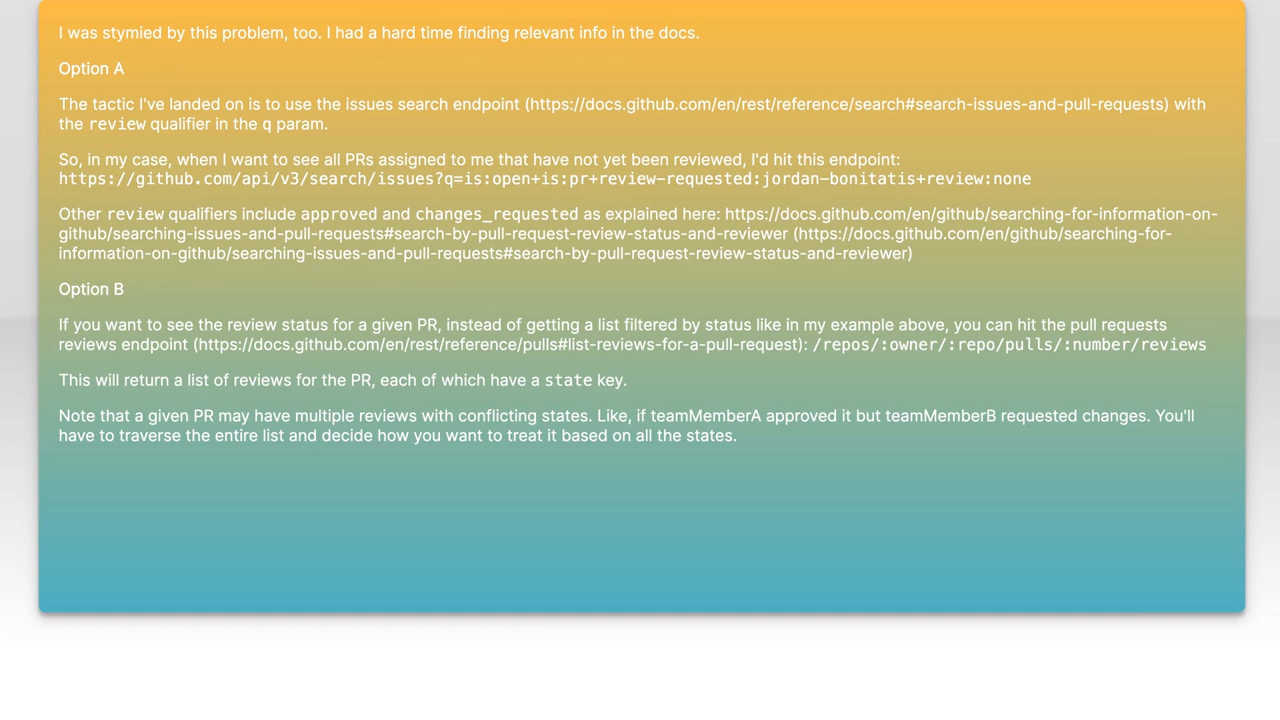 I was stymied by this problem, too. I had a hard time finding relevant info in the docs.
Option A
The tactic I've landed on is to use the issues search endpoint (https://docs.github.com/en/rest/reference/search#search-issues-and-pull-requests) with
the review qualifier in the q param.
So, in my case, when I want to see all PRs assigned to me that have not yet been reviewed, I'd hit this endpoint:
https://github.com/api/v3/search/issues?q=is:open+is:pr+review-requested:jordan-bonitatis+review:none
Other review qualifiers include approved and changes_requested as explained here: https://docs.github.com/en/github/searching-for-information-on-
github/searching-issues-and-pull-requests#search-by-pull-request-review-status-and-reviewer (https://docs.github.com/en/github/searching-for-
information-on-github/searching-issues-and-pull-requests#search-by-pull-request-review-status-and-reviewer)
Option B
If you want to see the review status for a given PR, instead of getting a list filtered by status like in my example above, you can hit the pull requests
reviews endpoint (https://docs.github.com/en/rest/reference/pulls#list-reviews-for-a-pull-request): /repos/:owner/:repo/pulls/:number/reviews
This will return a list of reviews for the PR, each of which have a state key.
Note that a given PR may have multiple reviews with conflicting states. Like, if teamMemberA approved it but teamMemberB requested changes. You'll
have to traverse the entire list and decide how you want to treat it based on all the states.